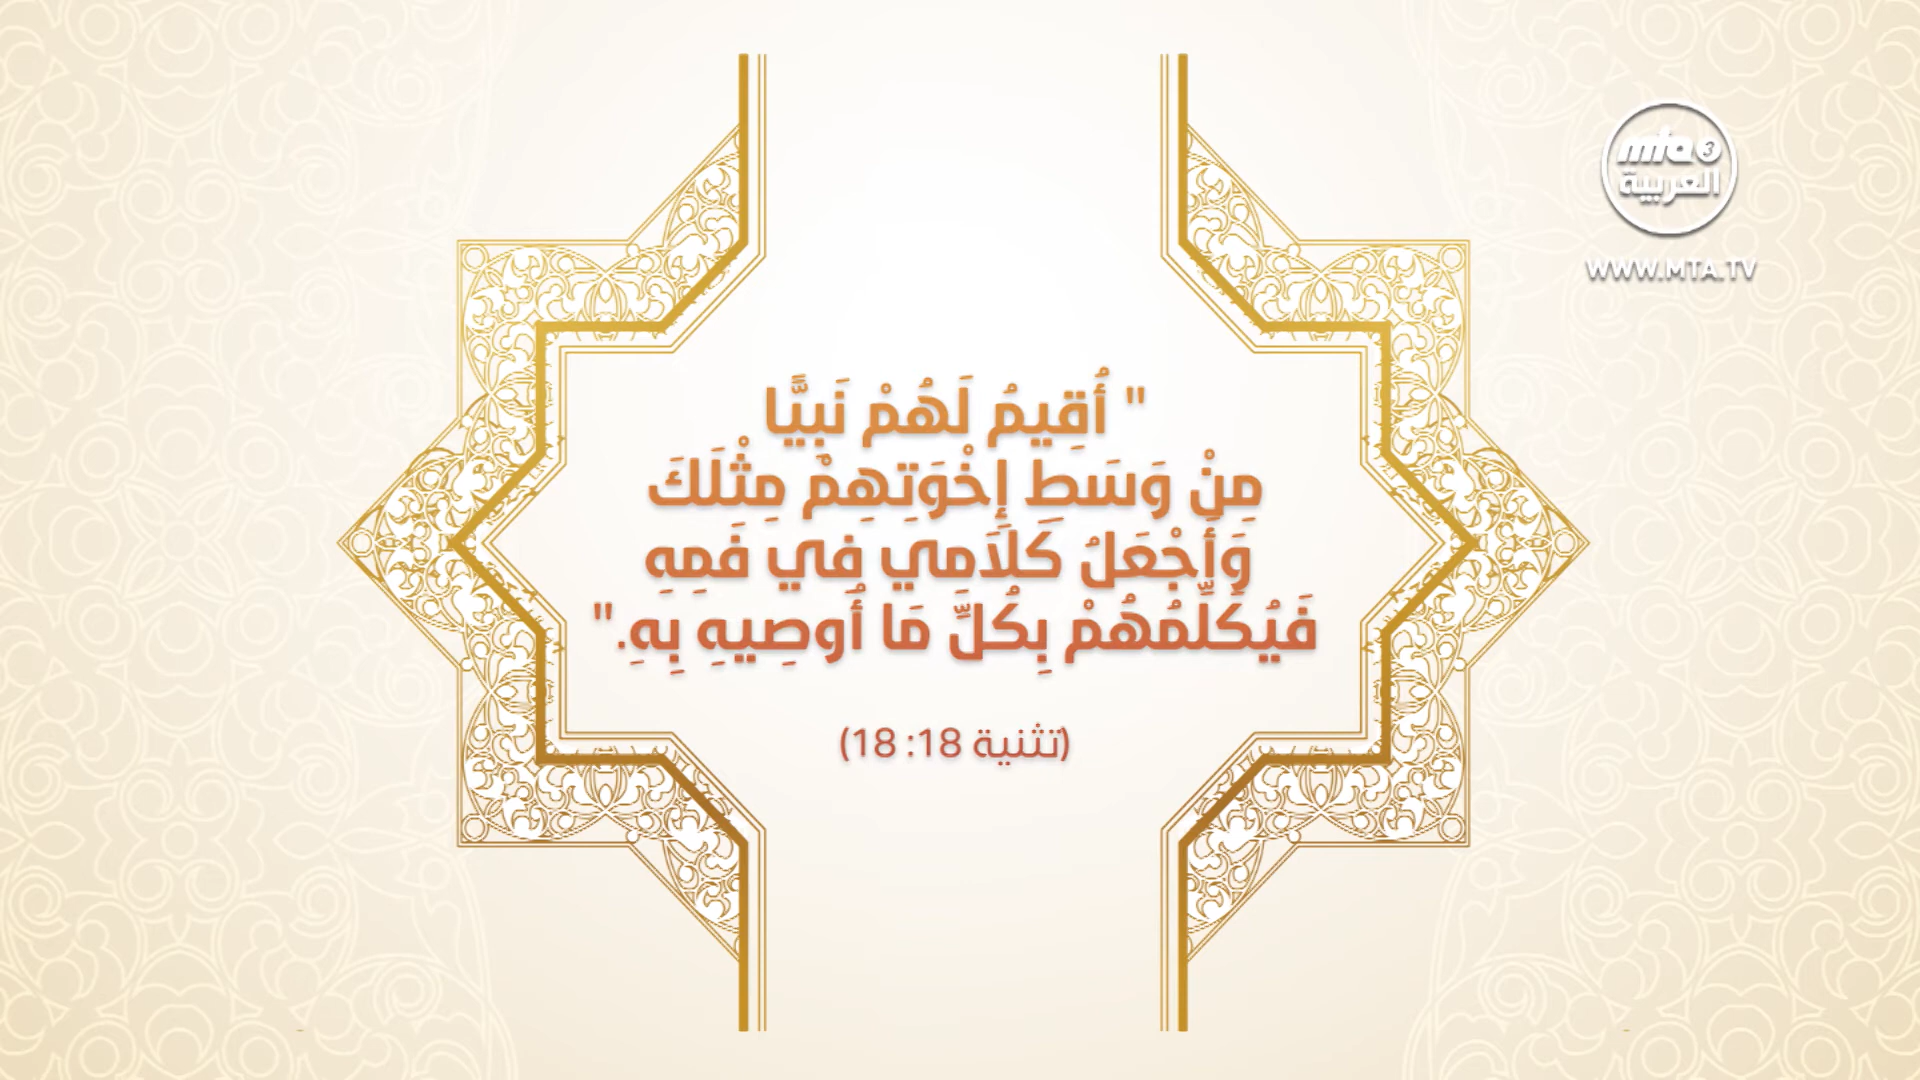 mta 3
العربية
WWW.MTA.TV
" أُقِيمُ لَهُمْ نَبِيًّا
مِنْ وَسَطِ إِخْوَتِهِمْ مِثْلَكَ
وَأَجْعَلُ كَلاَمِي فِي فَمِهِ
فَيُكَلِّمُهُمْ بِكُلِّ مَا أُوصِيهِ بِهِ."
(تثنية 18: 18)